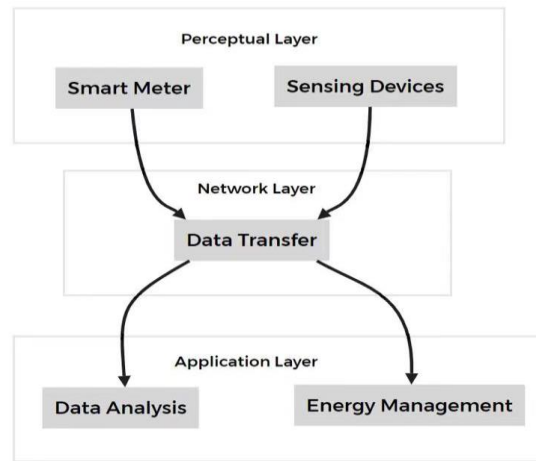 Perceptual Layer
Smart Meter
Sensing Devices
Network Layer
Data Transfer
Application Layer
Data Analysis
Energy Management